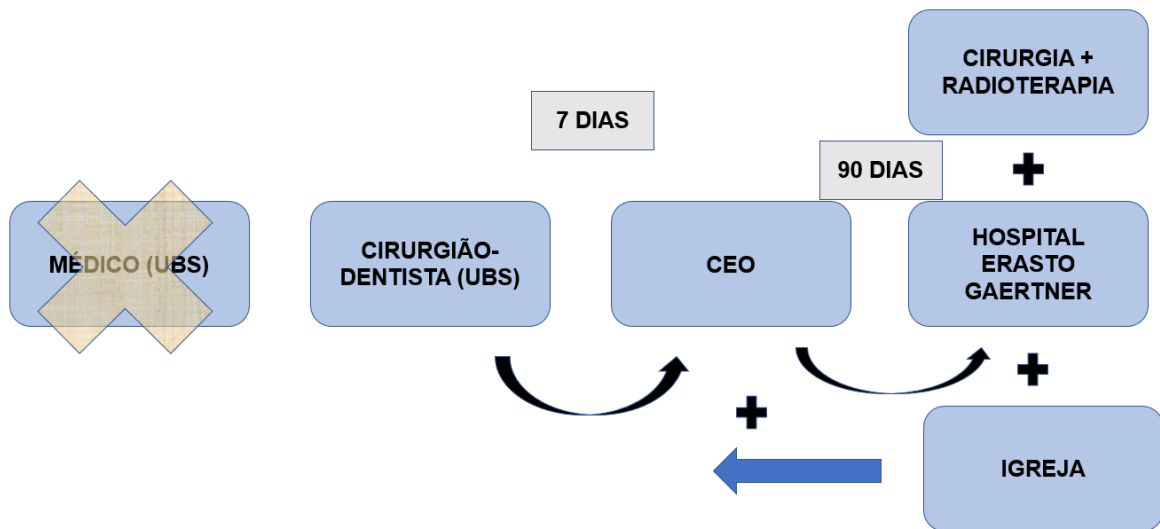 CIRURGIA +
RADIOTERAPIA
7 DIAS
90 DIAS
MÉDICO (UBS)
CIRURGIÃO-
DENTISTA (UBS)
CEO
HOSPITAL
ERASTO
GAERTNER
IGREJA